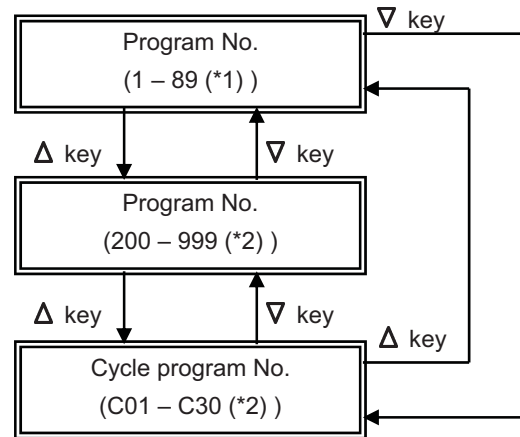 Program No.
(1 – 89 (*1) )
∇ key
Δ key
∇ key
Program No.
(200 – 999 (*2) )
Δ key
∇ key
Δ key
Cycle program No.
(C01 – C30 (*2) )